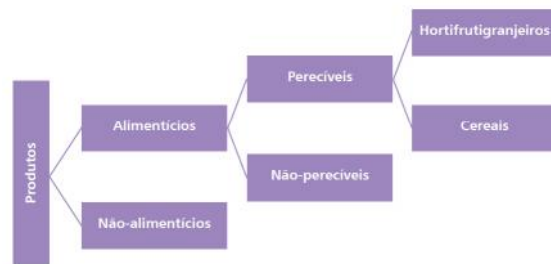 Produtos
Alimentícios
Não-alimentícios
Perecíveis
Não-perecíveis
Hortifrutigranjeiros
Cereais